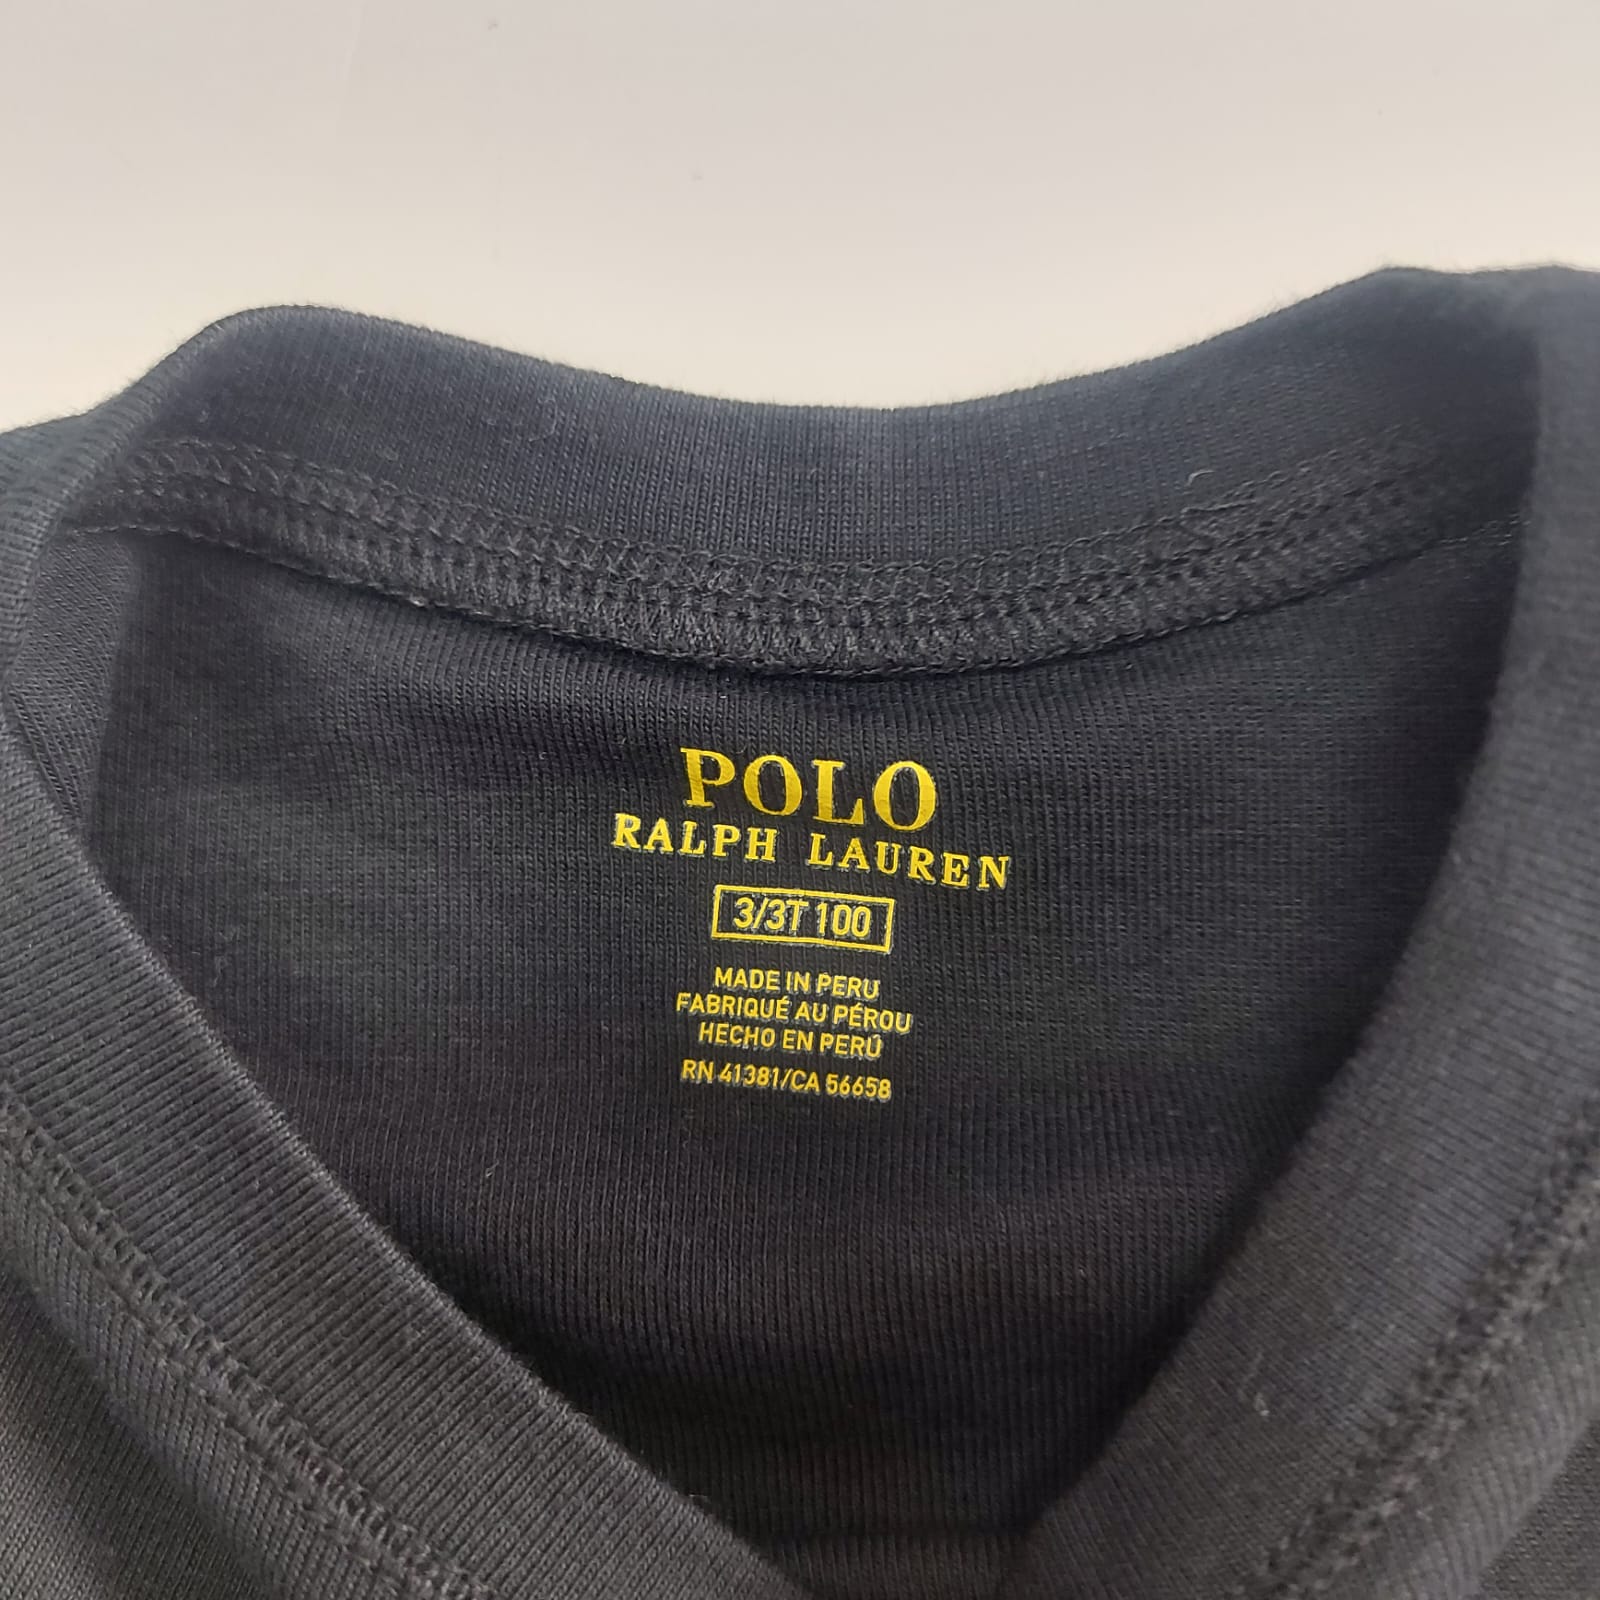 POLO
RALPH LAUREN
3/3T 100
MADE IN PERU
FABRIQUÉ AU PÉROU
HECHO EN PERÚ
RN 41381/CA 56658